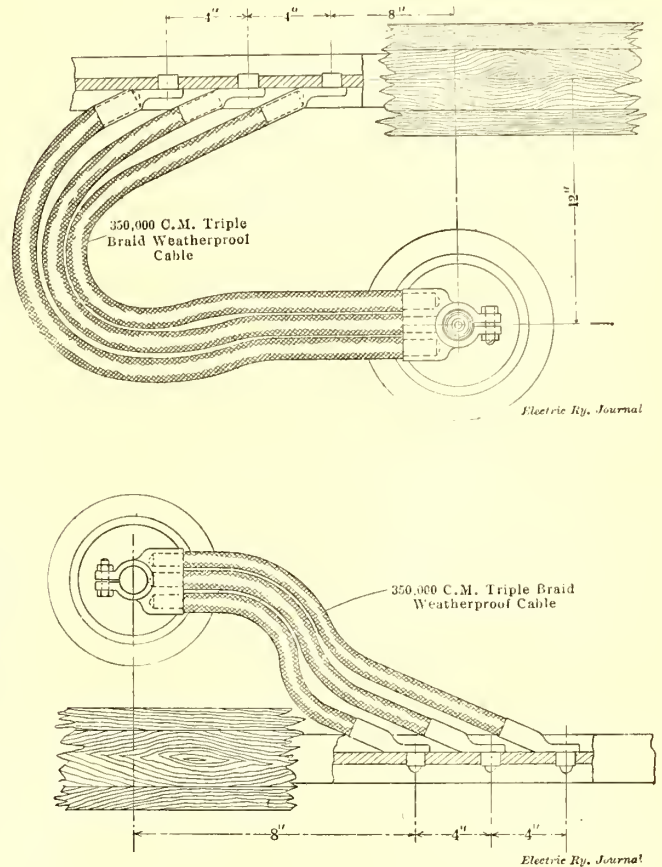 4" 4" 8"
350,000 C.M. Triple
Braid Weatherproof
Cable
12"
Electric Ry. Journal
350,000 C.M. Triple Braid
Weatherproof Cable
8" 4" 4"
Electric Ry. Journal